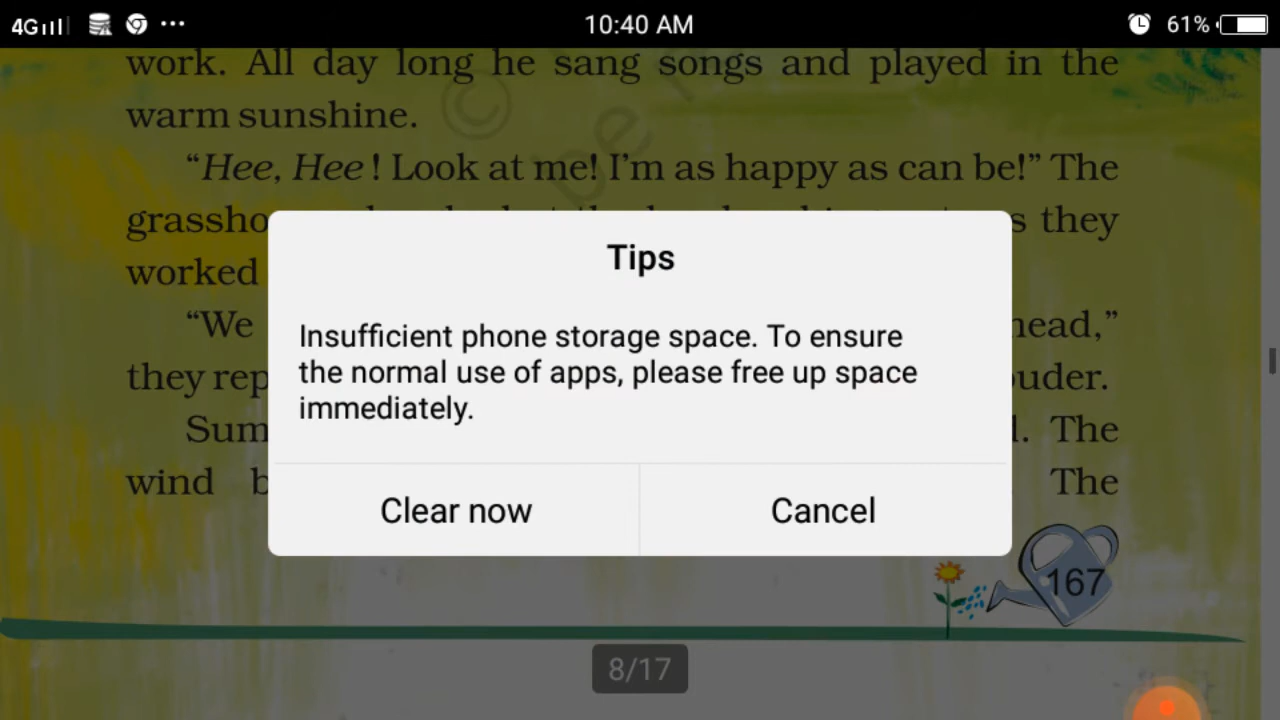 4G 10:40 AM 61%
work. All day long he sang songs and played in the
warm sunshine.
“Hee, Hee ! Look at me! I’m as happy as can be!” The
grassho s they
worked
“We head,”
they rep ouder.
Sum The
wind b The
Tips
Insufficient phone storage space. To ensure
the normal use of apps, please free up space
immediately.
Clear now Cancel
167
8/17